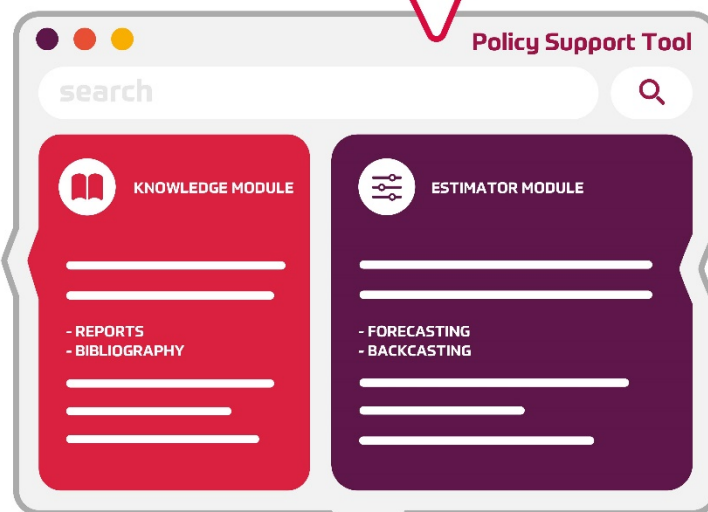 Policy Support Tool
search
KNOWLEDGE MODULE
- REPORTS
- BIBLIOGRAPHY
ESTIMATOR MODULE
- FORECASTING
- BACKCASTING